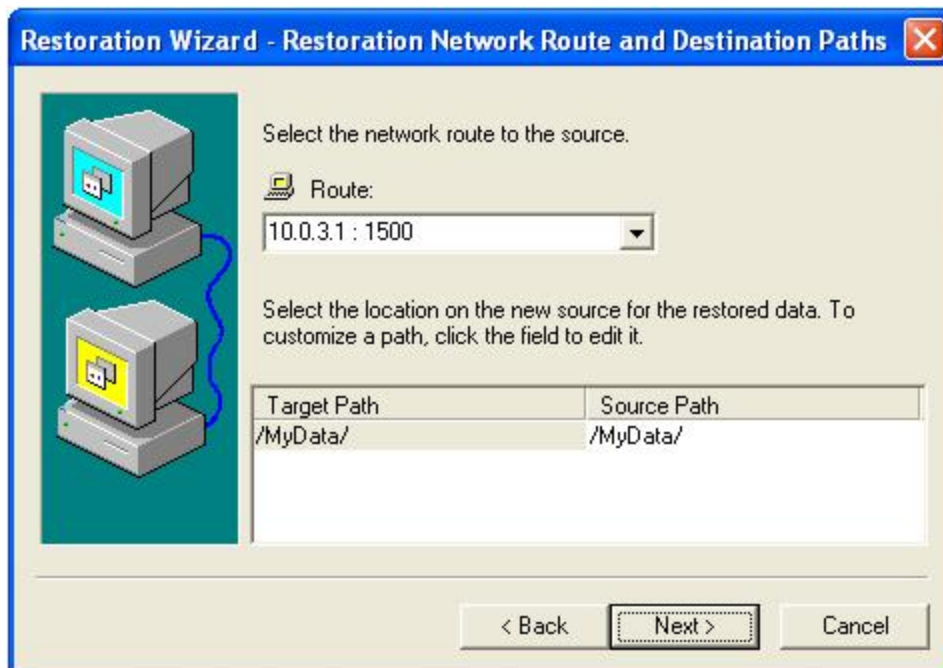 Restoration Wizard - Restoration Network Route and Destination Paths
Select the network route to the source.
Route:
10.0.3.1 : 1500
Select the location on the new source for the restored data. To
customize a path, click the field to edit it.
Target Path Source Path
/MyData/ /MyData/
< Back Next > Cancel